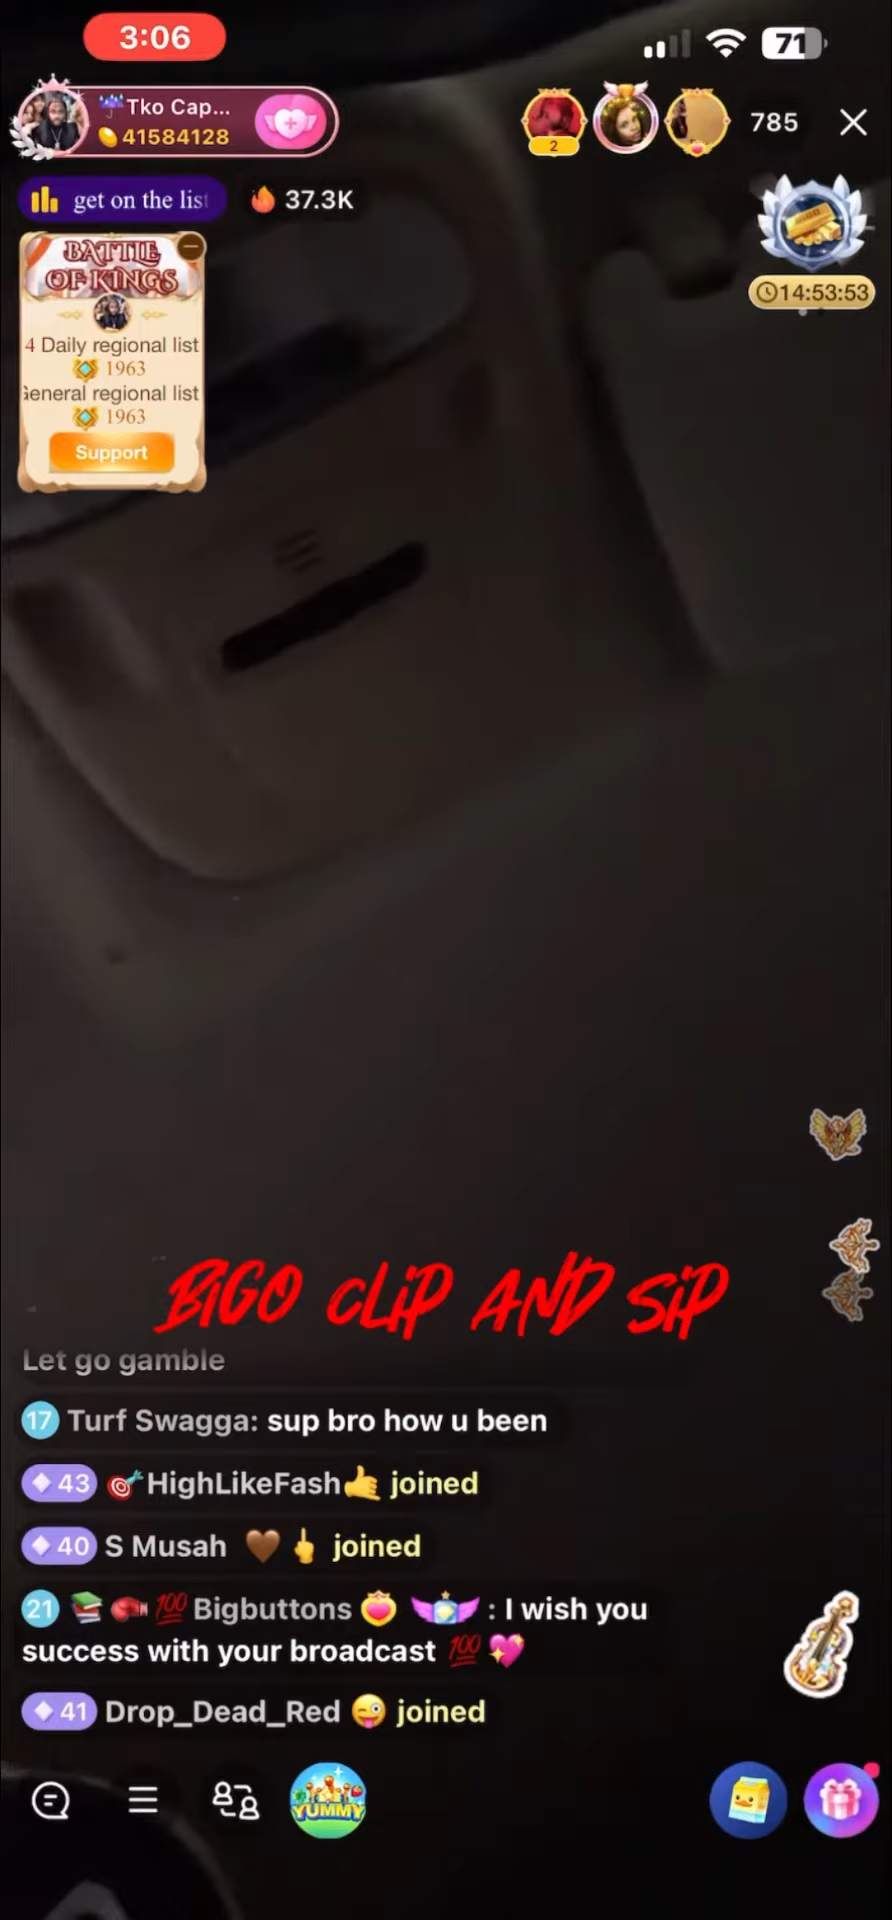 3:06
71
Tko Cap...
41584128
2
785
get on the list
37.3K
BATTLE
OF KINGS
14:53:53
4 Daily regional list
1963
General regional list
1963
Support
BIGO CLIP AND SIP
Let go gamble
17 Turf Swagga: sup bro how u been
43 🎯HighLikeFash🤙 joined
40 S Musah 🤎🖕 joined
21 📚🥊💯Bigbuttons : I wish you
success with your broadcast 💯💖
41 Drop_Dead_Red 😜 joined
YUMMY